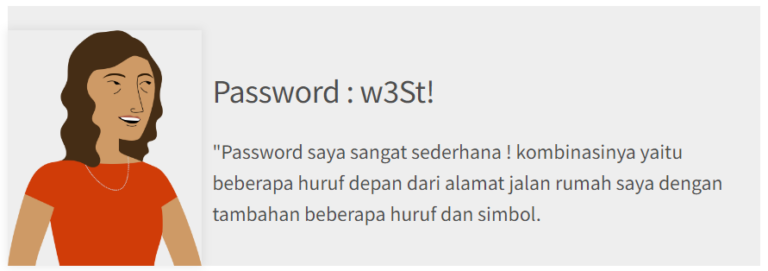 Password : w3St!
"Password saya sangat sederhana ! kombinasinya yaitu
beberapa huruf depan dari alamat jalan rumah saya dengan
tambahan beberapa huruf dan simbol.